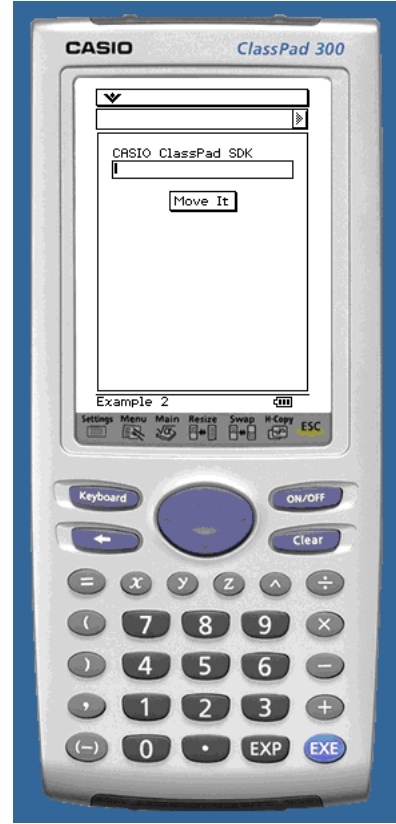 CASIO ClassPad 300
CASIO ClassPad SDK
Move It
Example 2
Settings Menu Main Resize Swap H-Copy ESC
Keyboard ON/OFF
Clear
= x y z ^ ÷
( 7 8 9 ×
) 4 5 6 −
, 1 2 3 +
(−) 0 . EXP EXE